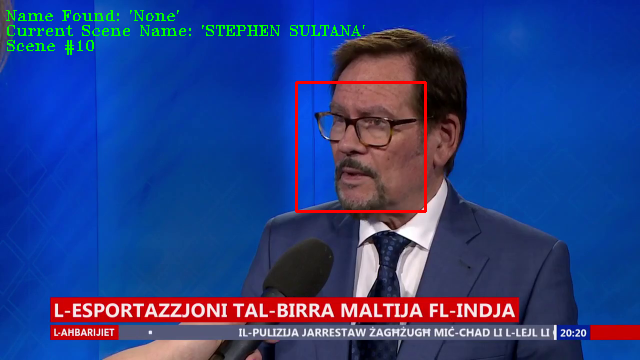 Name Found: 'None'
Current Scene Name: 'STEPHEN SULTANA'
Scene #10
L-ESPORTAZZJONI TAL-BIRRA MALTIJA FL-INDJA
L-AĦBARIJIET
IL-PULIZIJA JARRESTAW ŻAGĦŻUGĦ MIĊ-CHAD LI L-LEJL LI
20:20